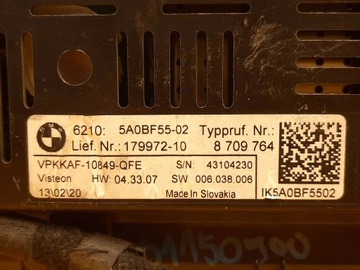 BMW
6210: 5A0BF55-02 Typpruf. Nr.:
Lief. Nr.: 179972-10 8 709 764
VPKKAF-10849-QFE S/N: 43104230
Visteon HW: 04.33.07 SW: 006.038.006
13\02\20 Made In Slovakia IK5A0BF5502